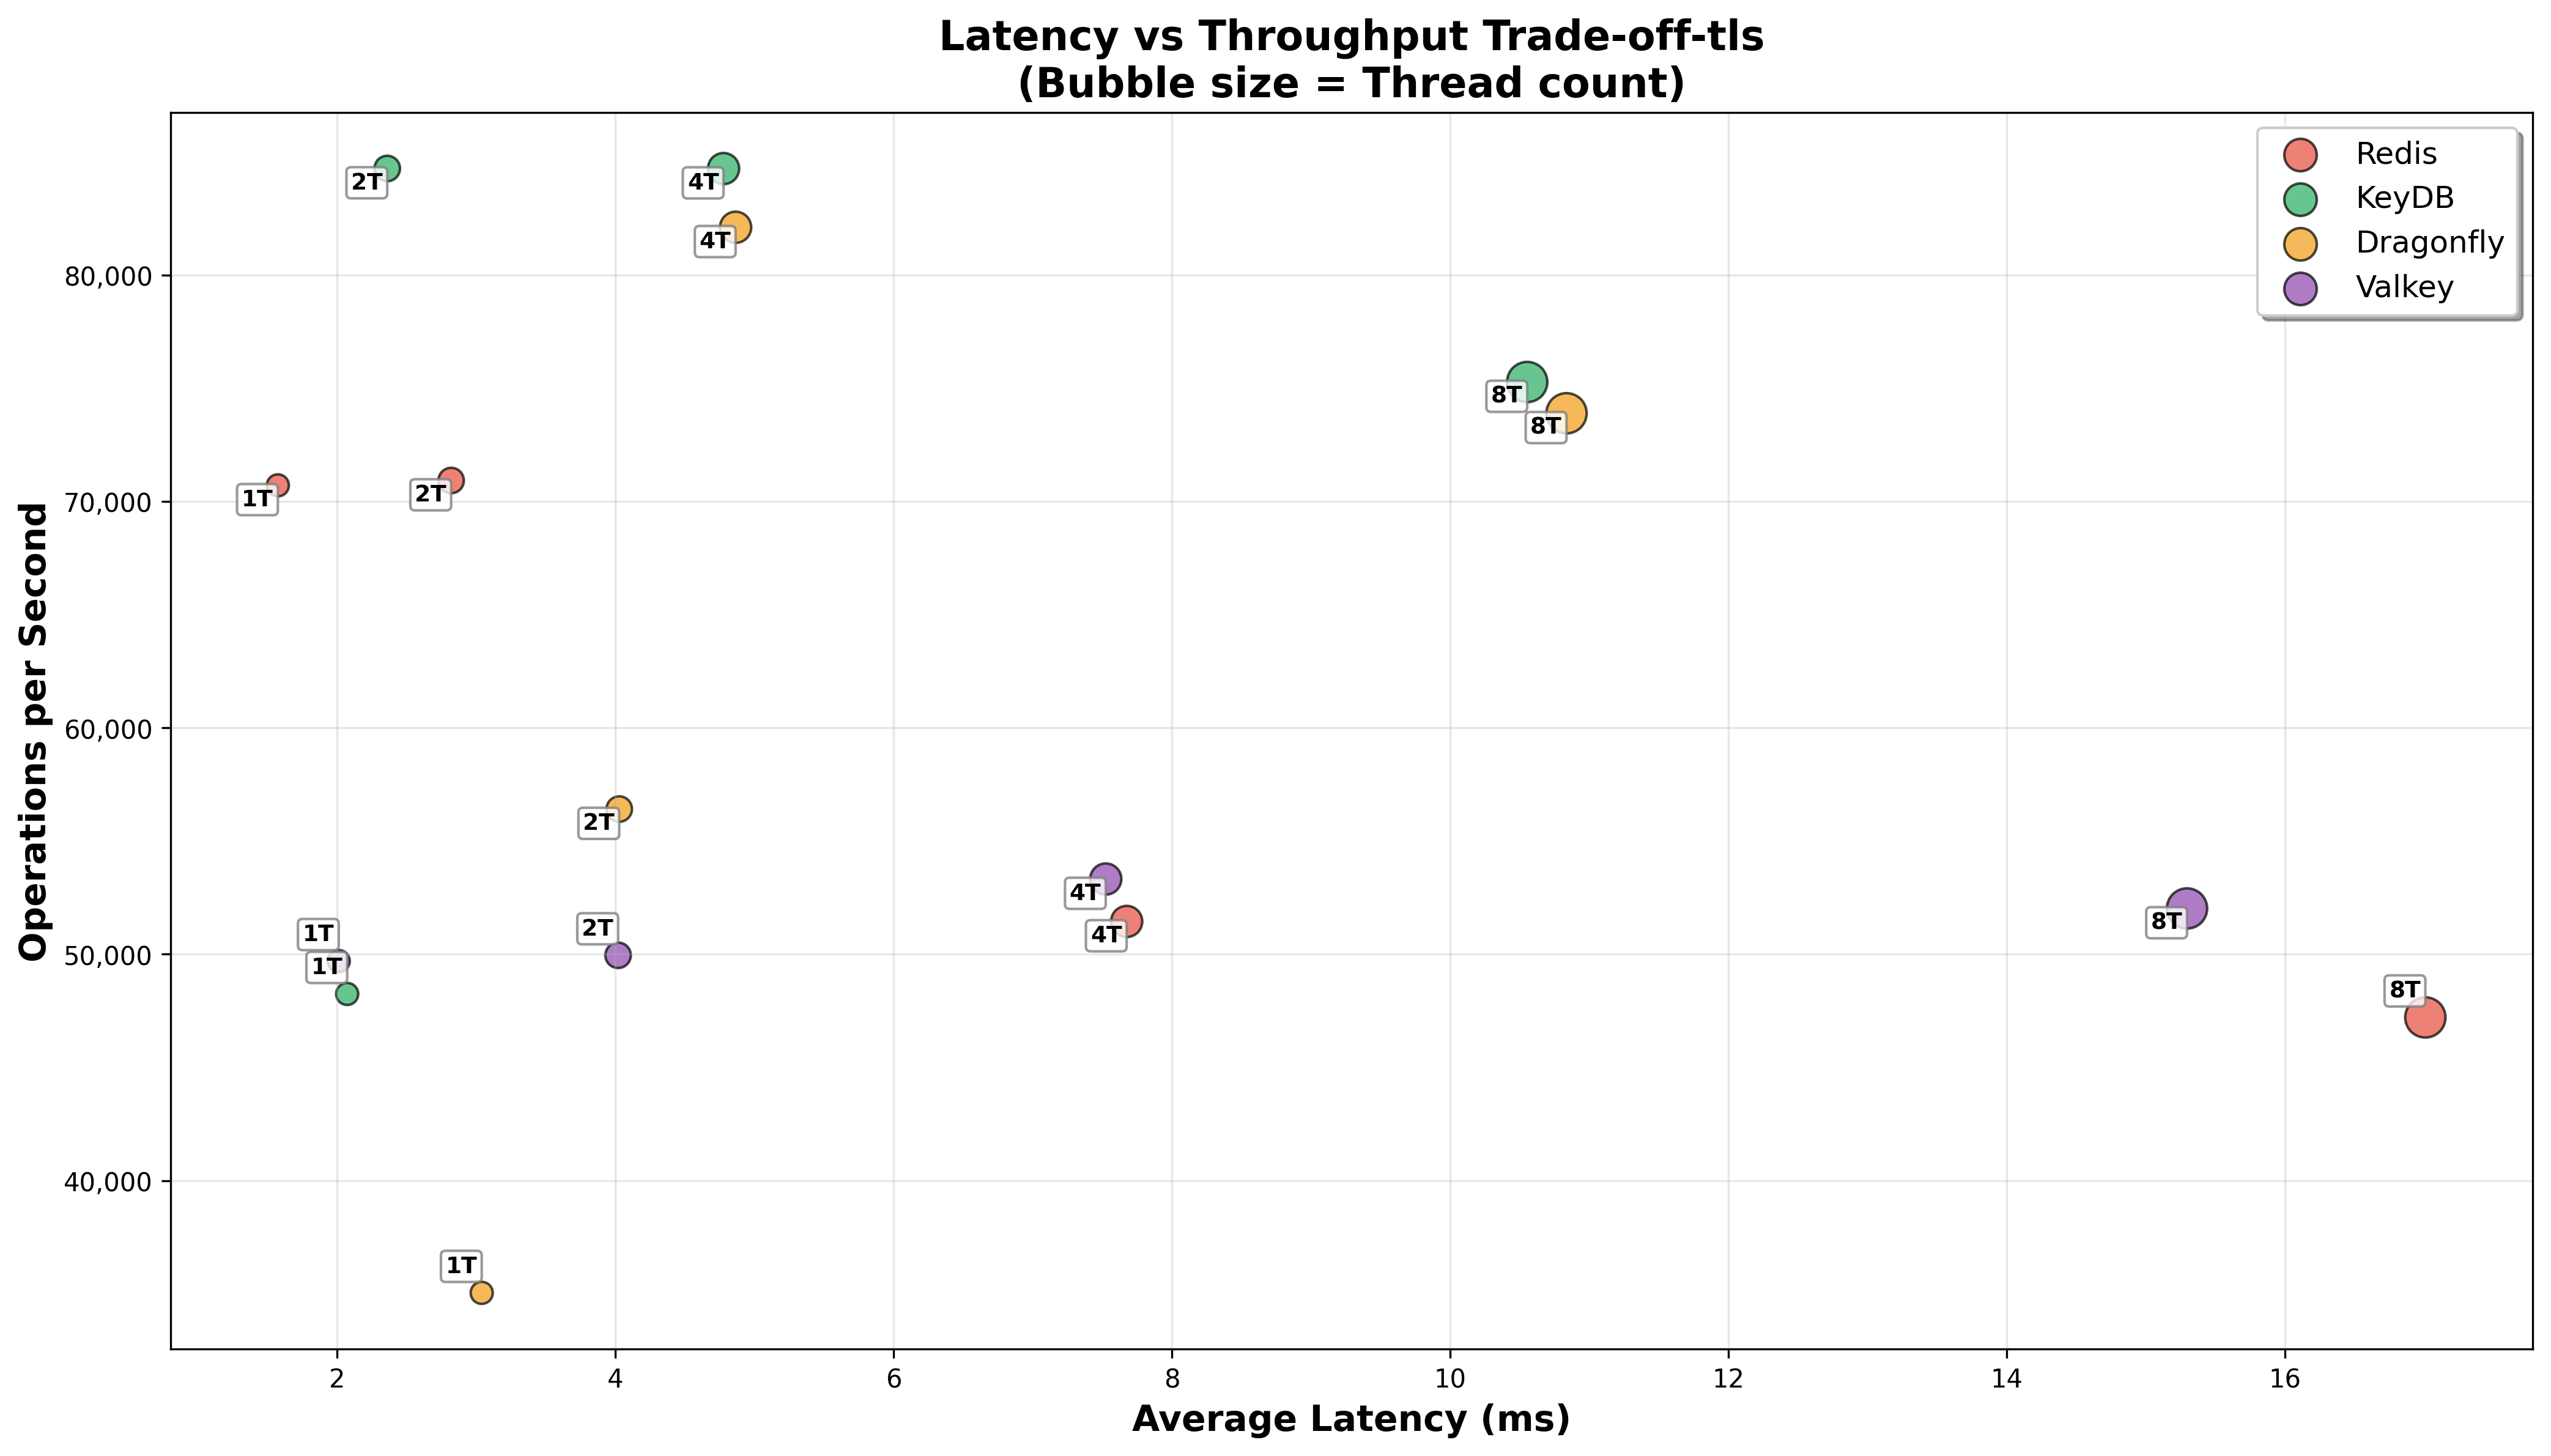 Latency vs Throughput Trade-off-tls
(Bubble size = Thread count)
Redis
KeyDB
Dragonfly
Valkey
2T
4T
4T
8T
8T
1T
2T
2T
4T
4T
1T
1T
2T
8T
8T
1T
80,000
70,000
60,000
50,000
40,000
Operations per Second
2
4
6
8
10
12
14
16
Average Latency (ms)